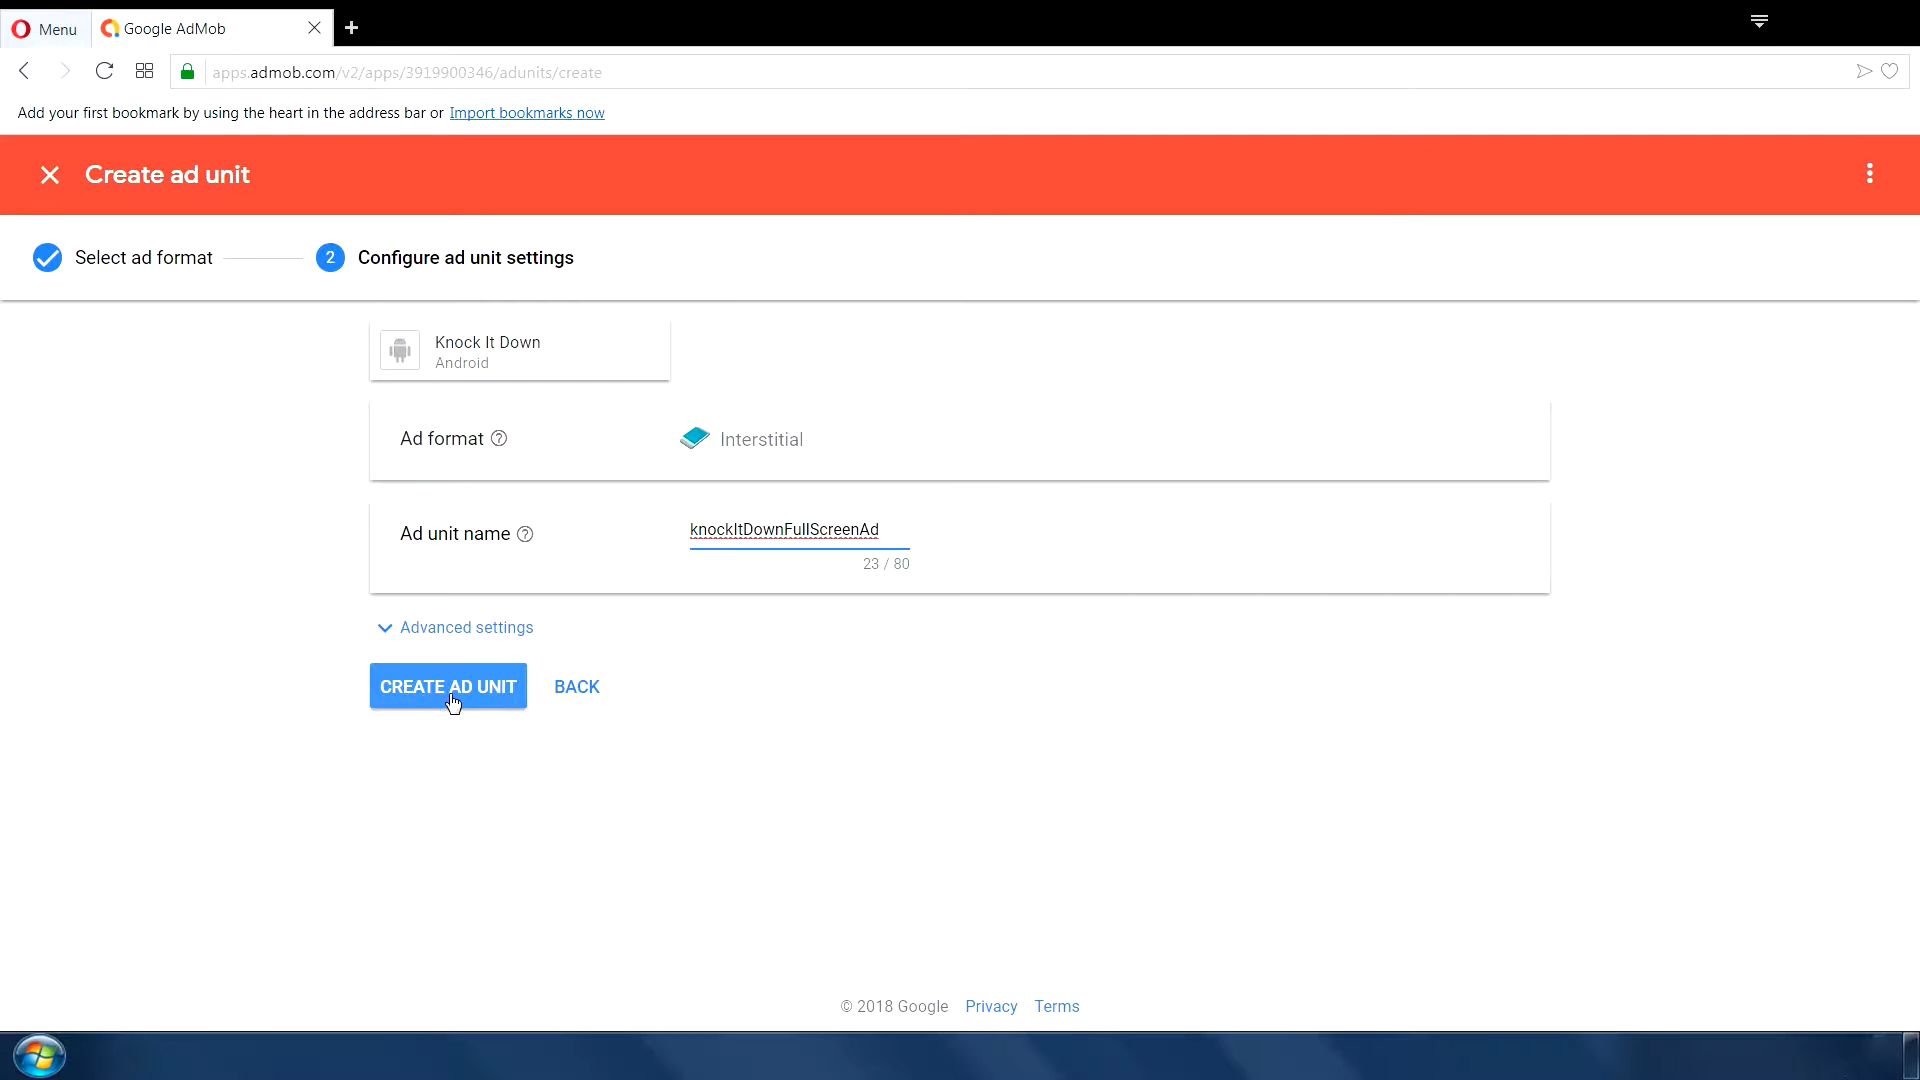 Menu
Google AdMob
apps.admob.com/v2/apps/3919900346/adunits/create
Add your first bookmark by using the heart in the address bar or Import bookmarks now
Create ad unit
Select ad format
2 Configure ad unit settings
Knock It Down
Android
Ad format
Interstitial
Ad unit name
knockItDownFullScreenAd
23 / 80
Advanced settings
CREATE AD UNIT
BACK
© 2018 Google Privacy Terms